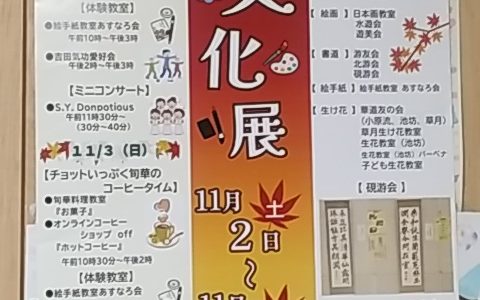 【体験教室】
●絵手紙教室あすなろ会
午前10時～午後3時
●吉田気功愛好会
午後2時～午後3時
【ミニコンサート】
●S.Y. Donpotious
午前11時30分～
(30分～40分)
11/3(日)
【チョットいっぷく旬華の
コーヒータイム】
●旬華料理教室
『お菓子』
●オンラインコーヒー
ショップ off
『ホットコーヒー』
午前10時30分～午後2時
【体験教室】
●絵手紙教室あすなろ会
文化展
11月
2日
土
～
11月
[絵画] 日本画教室
水遊会
遊美会
[書道] 游友会
北游会
硯游会
[絵手紙] 絵手紙教室 あすなろ会
[生け花] 華道友の会
(小原流、池坊、草月)
草月生け花教室
生花教室(池坊)
生花教室(池坊) バーベナ
子ども生花教室
【 硯游会 】